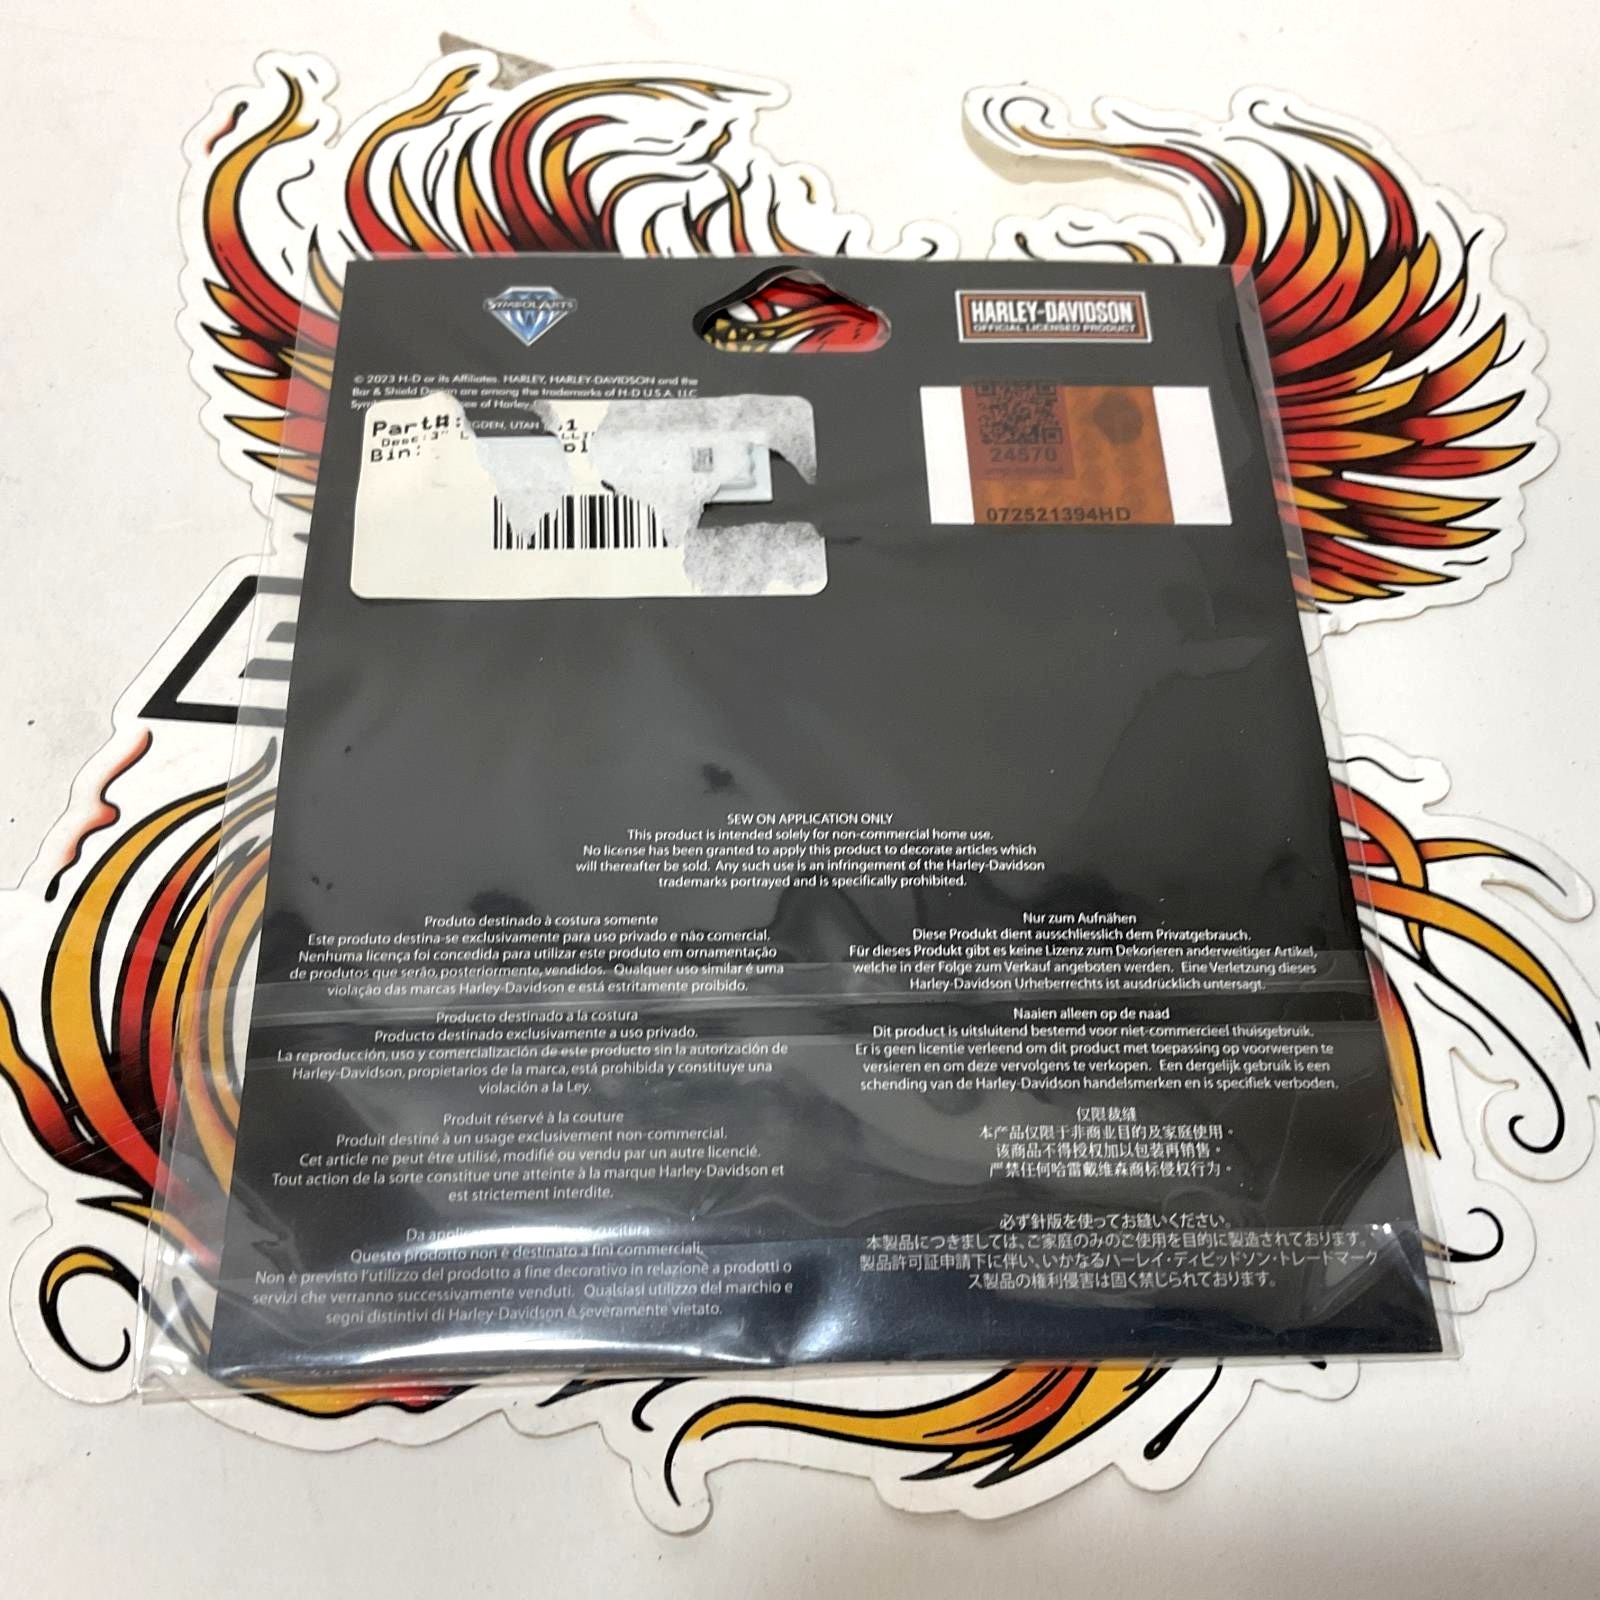 SYMBOLARTS
HARLEY-DAVIDSON
OFFICIAL LICENSED PRODUCT
© 2023 H-D or its Affiliates. HARLEY, HARLEY-DAVIDSON and the
Bar & Shield Design are among the trademarks of H-D U.S.A. LLC
of Harley
OGDEN, UTAH
Part#:
Desc: 3"
Bin:
24570
072521394HD
SEW ON APPLICATION ONLY
This product is intended solely for non-commercial home use.
No license has been granted to apply this product to decorate articles which
will thereafter be sold. Any such use is an infringement of the Harley-Davidson
trademarks portrayed and is specifically prohibited.
Produto destinado à costura somente
Este produto destina-se exclusivamente para uso privado e não comercial.
Nenhuma licença foi concedida para utilizar este produto em ornamentação
de produtos que serão, posteriormente, vendidos. Qualquer uso similar é uma
violação das marcas Harley-Davidson e está estritamente proibido.
Producto destinado a la costura
Producto destinado exclusivamente a uso privado.
La reproducción, uso y comercialización de este producto sin la autorización de
Harley-Davidson, propietarios de la marca, está prohibida y constituye una
violación a la Ley.
Produit réservé à la couture
Produit destiné à un usage exclusivement non-commercial.
Cet article ne peut être utilisé, modifié ou vendu par un autre licencié.
Tout action de la sorte constitue une atteinte à la marque Harley-Davidson et
est strictement interdite.
Da cucitura
Questo prodotto non è destinato a fini commerciali.
Non è previsto l'utilizzo del prodotto a fine decorativo in relazione a prodotti o
servizi che verranno successivamente venduti. Qualsiasi utilizzo del marchio e
segni distintivi di Harley-Davidson è severamente vietato.
Nur zum Aufnähen
Diese Produkt dient ausschliesslich dem Privatgebrauch.
Für dieses Produkt gibt es keine Lizenz zum Dekorieren anderweitiger Artikel,
welche in der Folge zum Verkauf angeboten werden. Eine Verletzung dieses
Harley-Davidson Urheberrechts ist ausdrücklich untersagt.
Naaien alleen op de naad
Dit product is uitsluitend bestemd voor niet-commercieel thuisgebruik.
Er is geen licentie verleend om dit product met toepassing op voorwerpen te
versieren en om deze vervolgens te verkopen. Een dergelijk gebruik is een
schending van de Harley-Davidson handelsmerken en is specifiek verboden.
仅限裁缝
本产品仅限于非商业目的及家庭使用。
该商品不得授权加以包装再销售。
严禁任何哈雷戴维森商标侵权行为。
必ず針版を使ってお縫いください。
本製品につきましては、ご家庭のみのご使用を目的に製造されております。
製品許可証申請下に伴い、いかなるハーレイ・ディビッドソン・トレードマーク
ス製品の権利侵害は固く禁じられております。